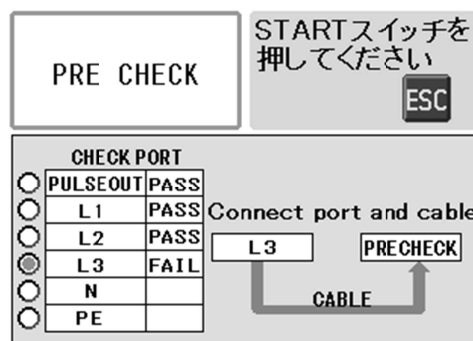 PRE CHECK
STARTスイッチを
押してください
ESC
CHECK PORT
PULSEOUT PASS
L1 PASS
L2 PASS
L3 FAIL
N
PE
Connect port and cable
L3 PRECHECK
CABLE